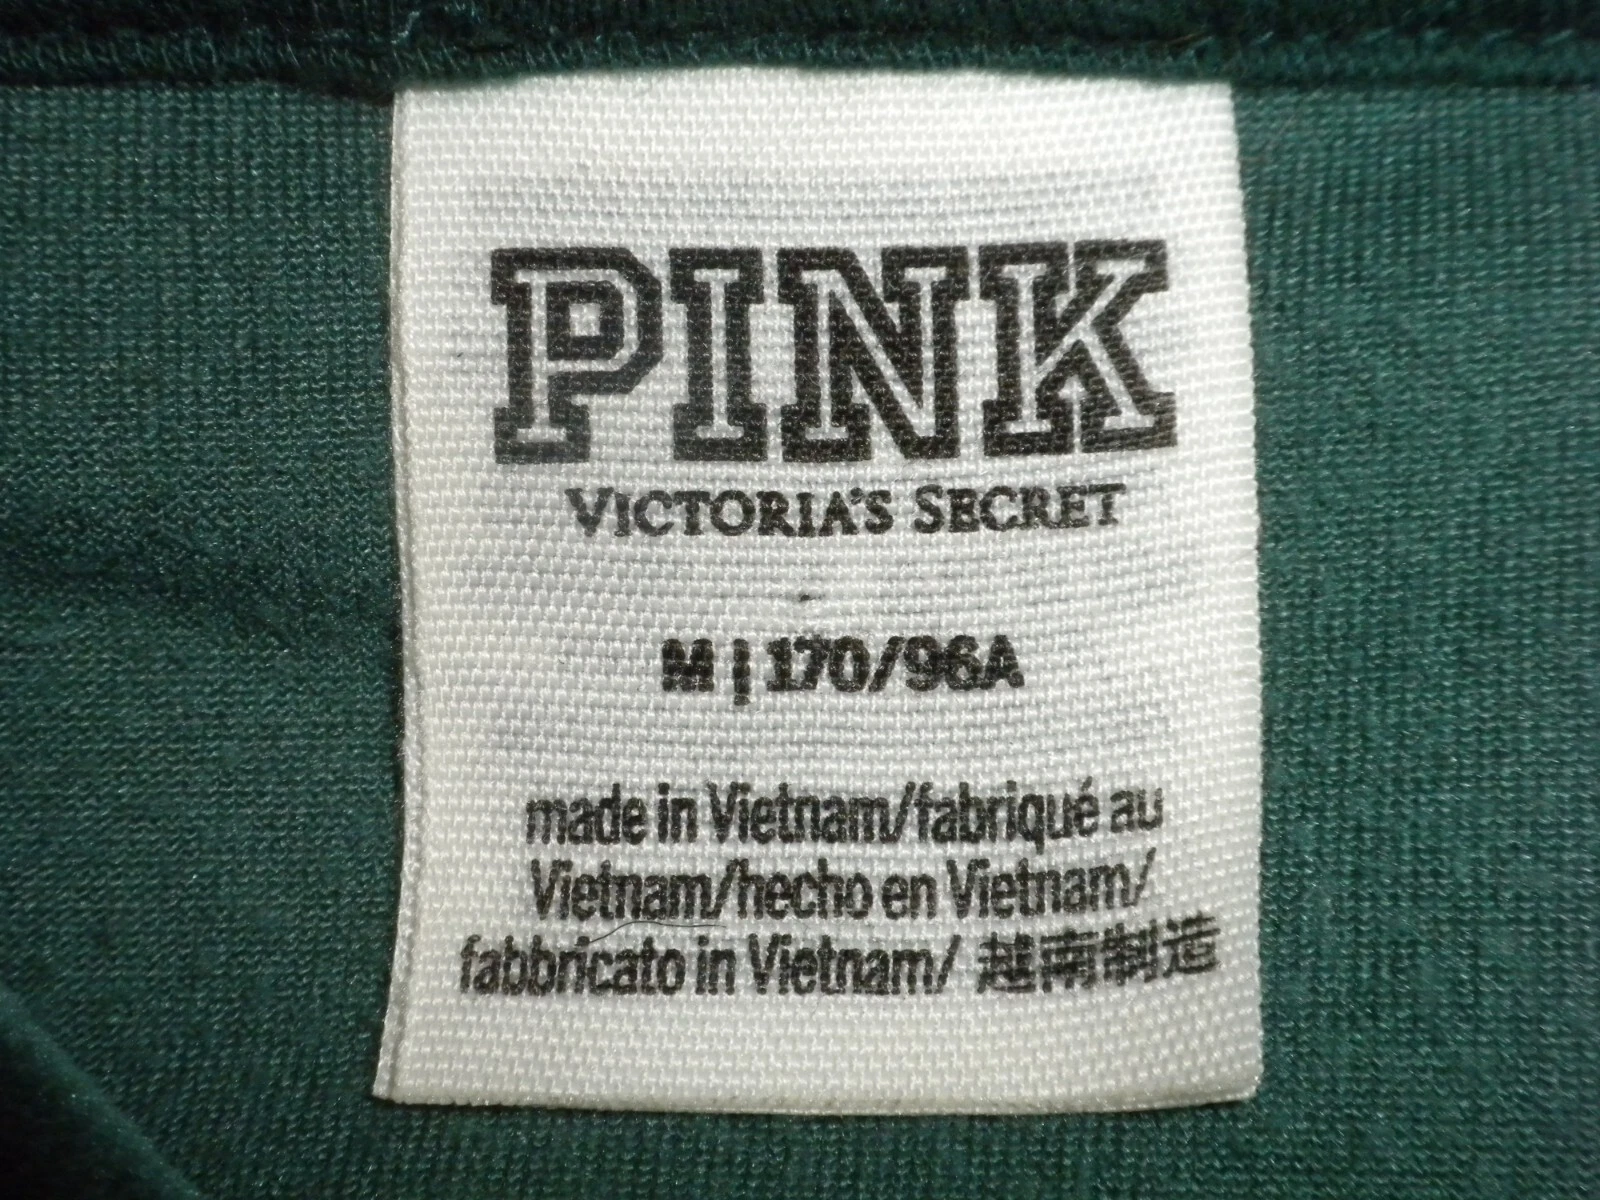 PINK
VICTORIA'S SECRET
M | 170/96A
made in Vietnam/fabriqué au
Vietnam/hecho en Vietnam/
fabbricato in Vietnam/ 越南制造